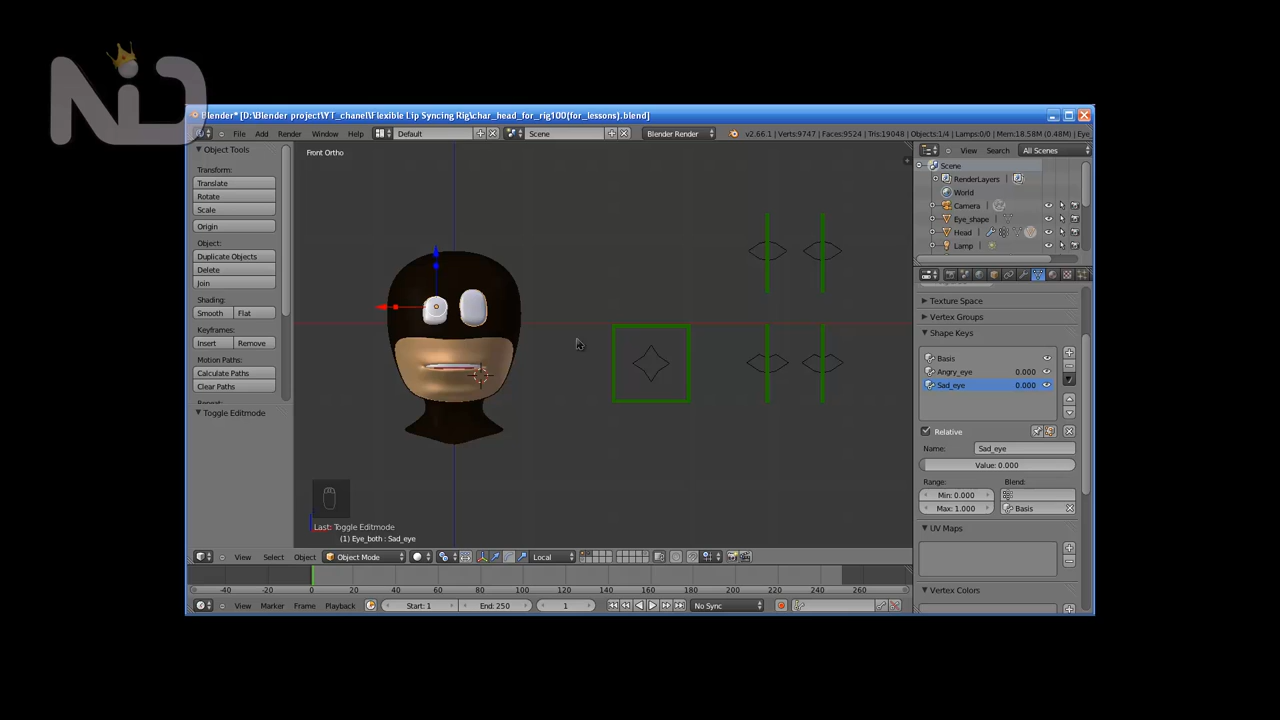 NiD
Blender* [D:\Blender project\YT_chanel\Flexible Lip Syncing Rig\char_head_for_rig100(for_lessons).blend]
File Add Render Window Help Default Scene Blender Render v2.66.1 | Verts:9747 | Faces:9524 | Tris:19048 | Objects:1/4 | Lamps:0/0 | Mem:18.58M (0.48M) | Eye_
Object Tools
Transform:
Translate
Rotate
Scale
Origin
Object:
Duplicate Objects
Delete
Join
Shading:
Smooth Flat
Keyframes:
Insert Remove
Motion Paths:
Calculate Paths
Clear Paths
Toggle Editmode
Front Ortho
Last: Toggle Editmode
(1) Eye_both : Sad_eye
View Select Object Object Mode Local
View Search All Scenes
Scene
RenderLayers
World
Camera
Eye_shape
Head
Lamp
Texture Space
Vertex Groups
Shape Keys
Basis
Angry_eye 0.000
Sad_eye 0.000
Relative
Name: Sad_eye
Value: 0.000
Range: Blend:
Min: 0.000
Max: 1.000 Basis
UV Maps
Vertex Colors
-40 -20 0 20 40 60 80 100 120 140 160 180 200 220 240 260
View Marker Frame Playback Start: 1 End: 250 1 No Sync